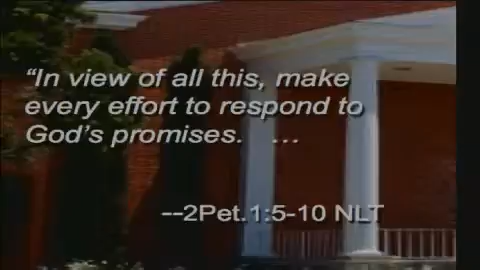 “In view of all this, make
every effort to respond to
God’s promises.   …
--2Pet.1:5-10 NLT